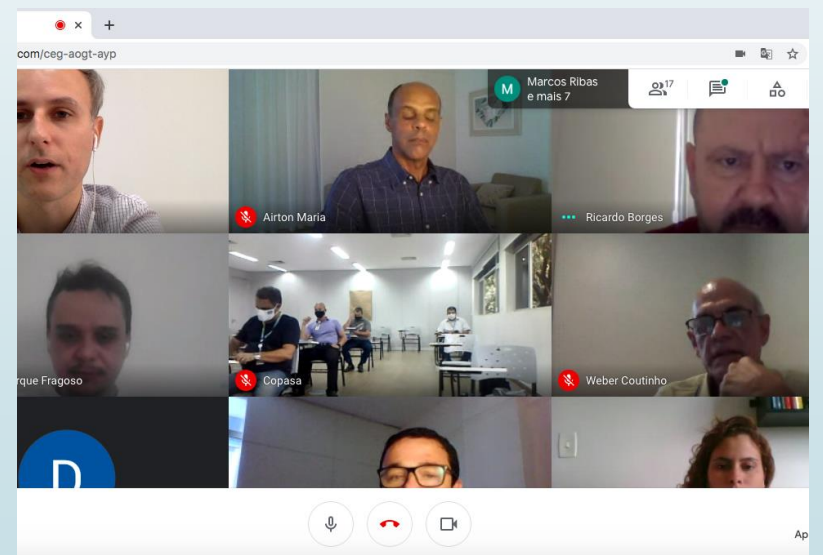 com/ceg-aogt-ayp
M
Marcos Ribas
e mais 7
17
Airton Maria
Ricardo Borges
rque Fragoso
Copasa
Weber Coutinho
D
Ap